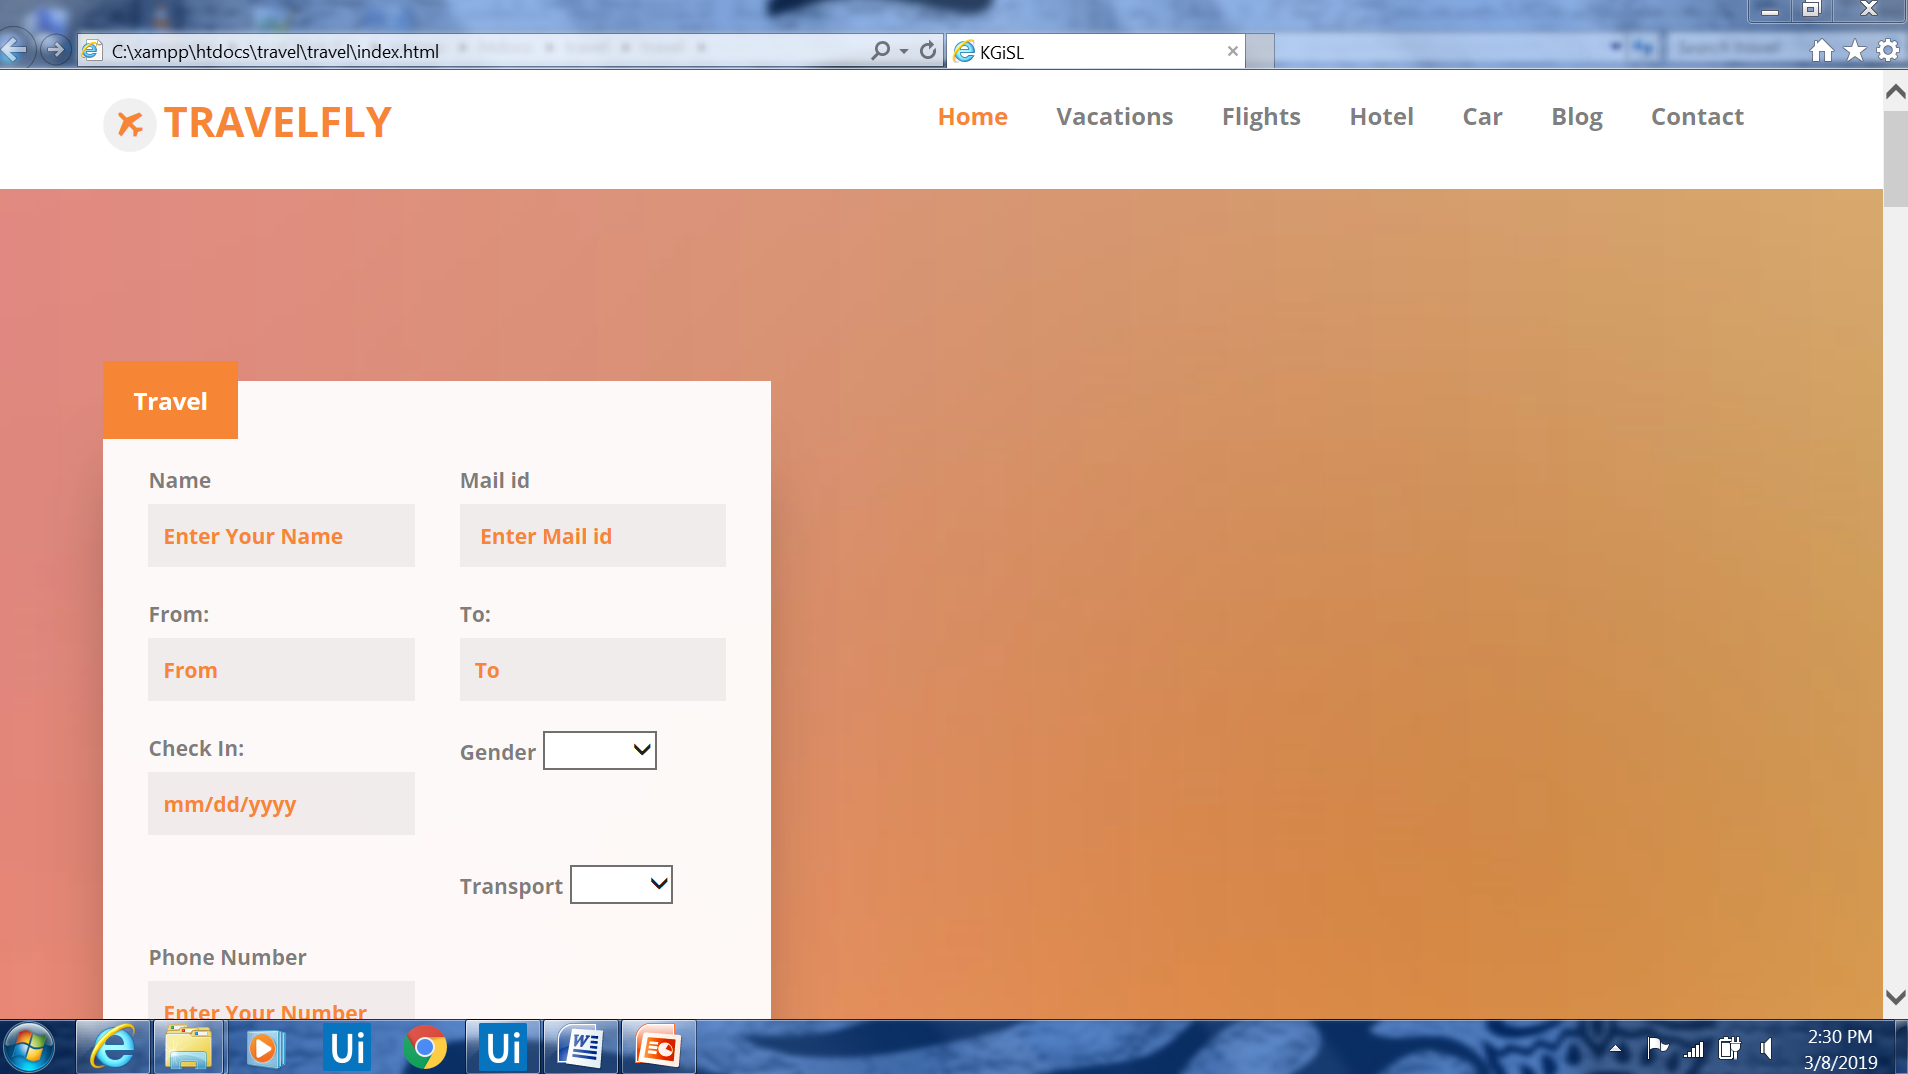 C:\xampp\htdocs\travel\travel\index.html
KGiSL
TRAVELFLY
Home Vacations Flights Hotel Car Blog Contact
Travel
Name Mail id
Enter Your Name Enter Mail id
From: To:
From To
Check In: Gender
mm/dd/yyyy
Transport
Phone Number
Enter Your Number
Ui Ui W
2:30 PM
3/8/2019